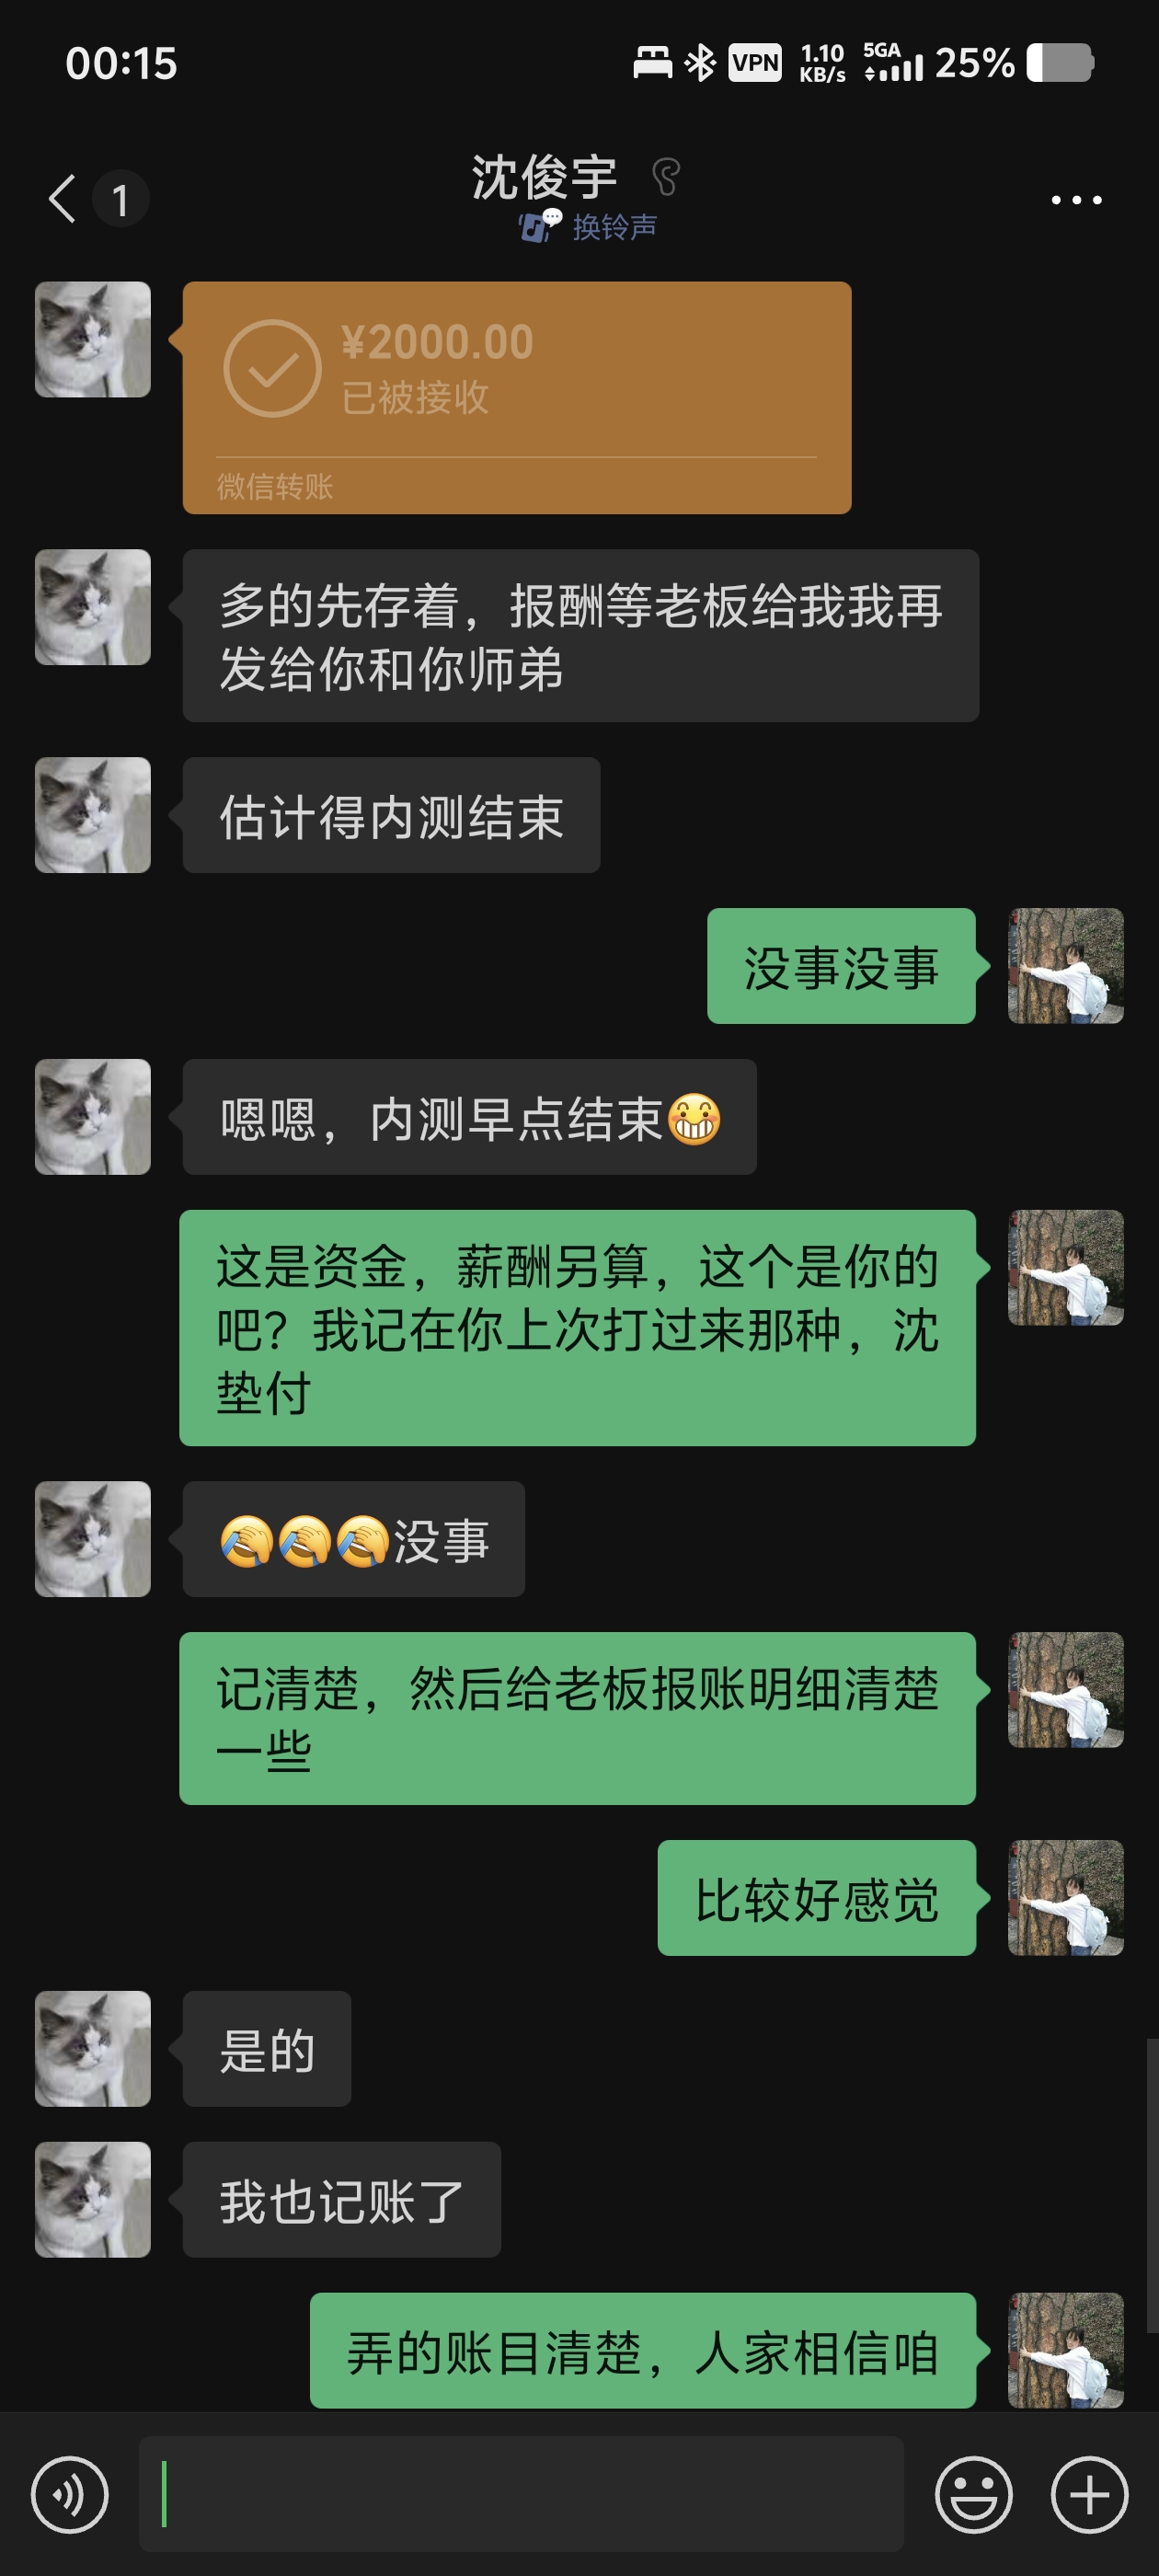 00:15
VPN
1.10
KB/s
5GA
25%
1
沈俊宇
换铃声
¥2000.00
已被接收
微信转账
多的先存着，报酬等老板给我我再
发给你和你师弟
估计得内测结束
没事没事
嗯嗯，内测早点结束
这是资金，薪酬另算，这个是你的
吧？我记在你上次打过来那种，沈
垫付
没事
记清楚，然后给老板报账明细清楚
一些
比较好感觉
是的
我也记账了
弄的账目清楚，人家相信咱